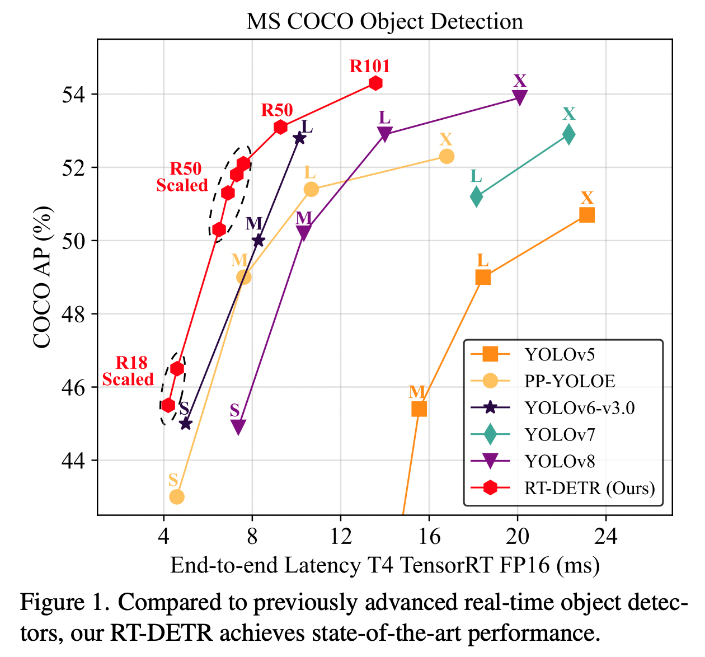 MS COCO Object Detection
COCO AP (%)
54
52
50
48
46
44
R101
R50
R50
Scaled
R18
Scaled
L
M
S
L
X
M
S
L
X
M
S
L
X
L
X
M
YOLOv5
PP-YOLOE
YOLOv6-v3.0
YOLOv7
YOLOv8
RT-DETR (Ours)
4 8 12 16 20 24
End-to-end Latency T4 TensorRT FP16 (ms)
Figure 1. Compared to previously advanced real-time object detec-
tors, our RT-DETR achieves state-of-the-art performance.